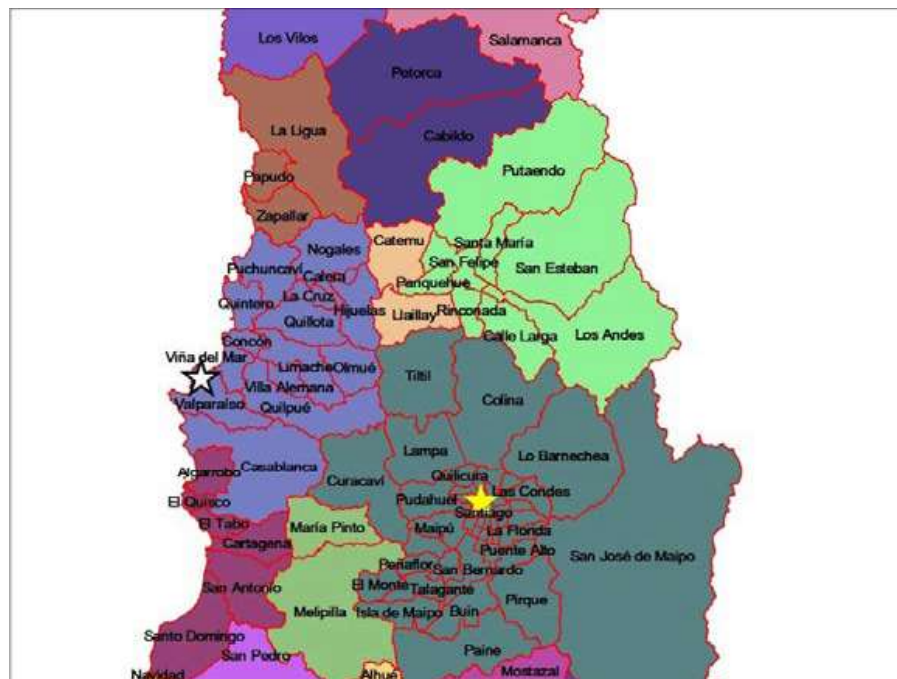 Los Vilos
Salamanca
Petorca
La Ligua
Cabildo
Papudo
Putaendo
Zapallar
Catemu
Santa María
Nogales
San Felipe
San Esteban
Puchuncaví
Calera
Panquehue
La Cruz
Quintero
Hijuelas
Llaillay
Rinconada
Quillota
Calle Larga
Los Andes
Concón
Viña del Mar
Limache
Olmué
Tiltil
Villa Alemana
Colina
Valparaíso
Quilpué
Lampa
Lo Barnechea
Casablanca
Algarrobo
Curacaví
Quilicura
Las Condes
El Quisco
Pudahuel
Santiago
El Tabo
María Pinto
Maipú
La Florida
Cartagena
Puente Alto
San José de Maipo
Peñaflor
San Bernardo
San Antonio
El Monte
Talagante
Pirque
Melipilla
Isla de Maipo
Buin
Santo Domingo
San Pedro
Paine
Navidad
Alhué
Mostazal